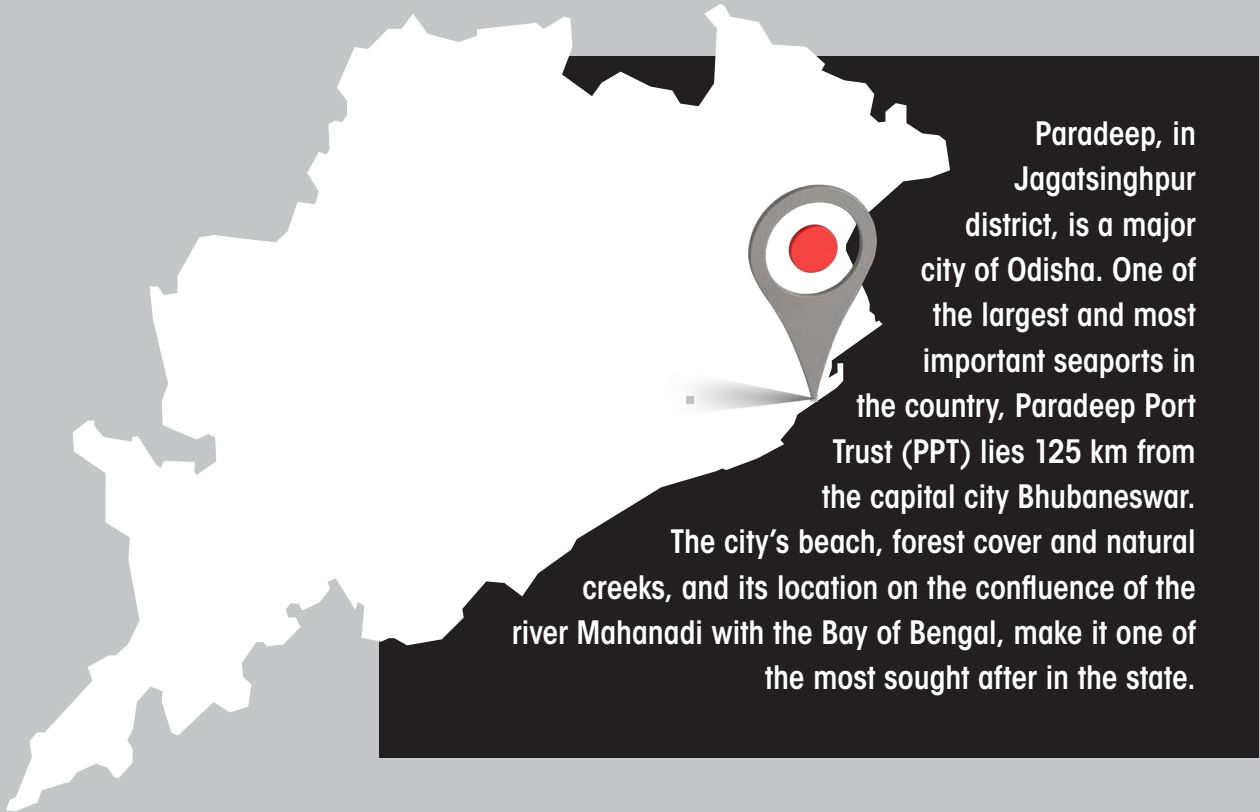 Paradeep, in
Jagatsinghpur
district, is a major
city of Odisha. One of
the largest and most
important seaports in
the country, Paradeep Port
Trust (PPT) lies 125 km from
the capital city Bhubaneswar.
The city’s beach, forest cover and natural
creeks, and its location on the confluence of the
river Mahanadi with the Bay of Bengal, make it one of
the most sought after in the state.